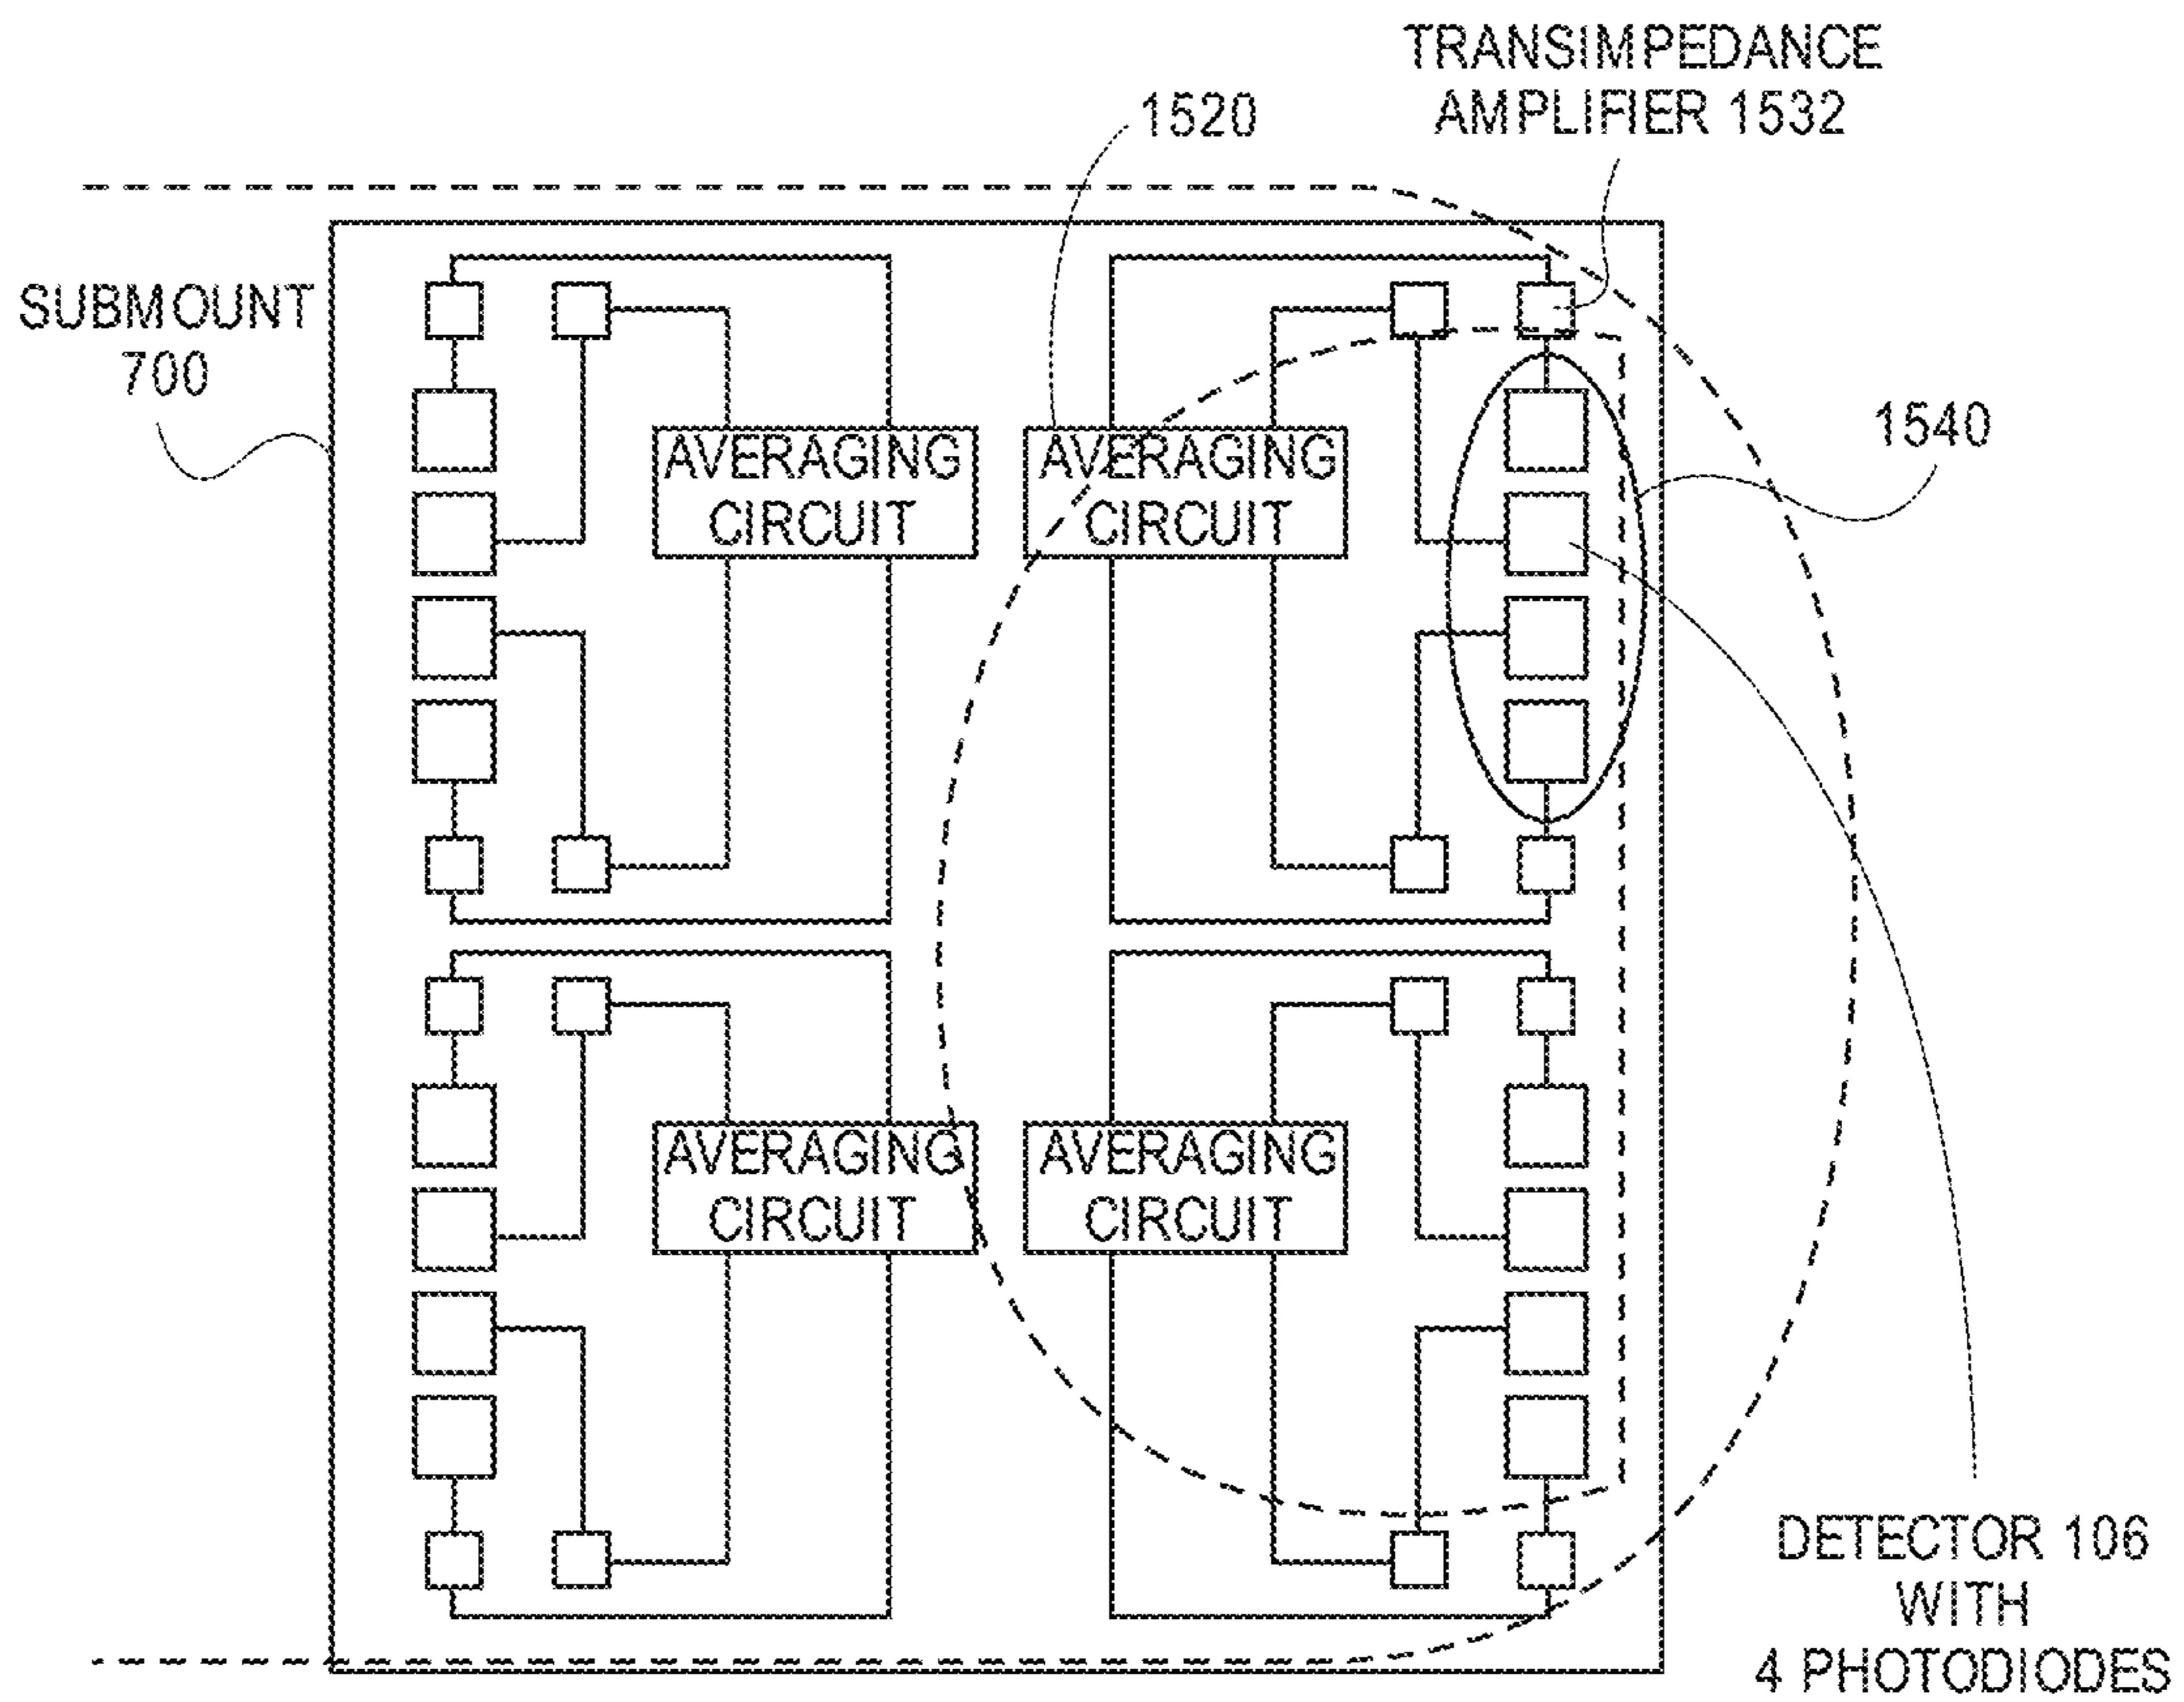 TRANSIMPEDANCE
AMPLIFIER 1532
1520
SUBMOUNT
700
1540
AVERAGING
CIRCUIT
AVERAGING
CIRCUIT
AVERAGING
CIRCUIT
AVERAGING
CIRCUIT
DETECTOR 106
WITH
4 PHOTODIODES